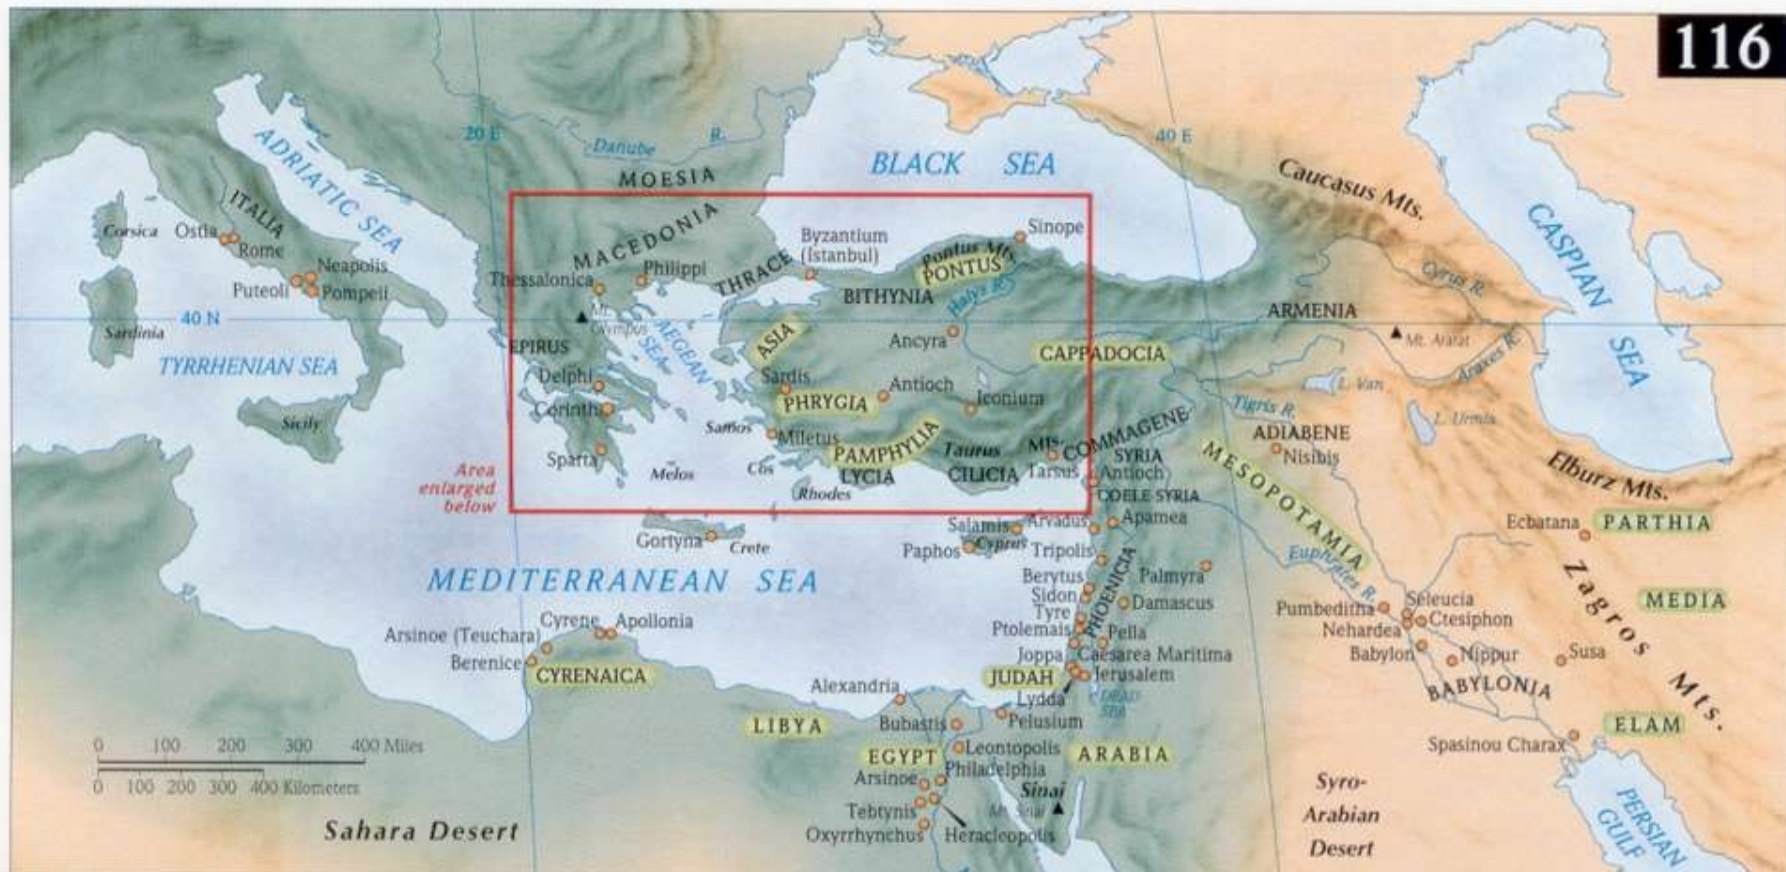 116
20 E
40 E
Danube R.
MOESIA
BLACK SEA
ADRIATIC SEA
Caucasus Mts.
CASPIAN SEA
Corsica
ITALIA
Ostia
Rome
MACEDONIA
THRACE
Byzantium
(Istanbul)
Pontus Mts.
Sinope
PONTUS
Cyrus R.
Neapolis
Puteoli
Pompeii
Thessalonica
Philippi
BITHYNIA
Halys R.
ARMENIA
40 N
Sardinia
Mt.
Olympus
AEGEAN SEA
ASIA
Ancyra
CAPPADOCIA
Mt. Ararat
Araxes R.
TYRRHENIAN SEA
EPIRUS
Delphi
Sardis
Antioch
L. Van
PHRYGIA
Iconium
Tigris R.
L. Urmia
Sicily
Corinth
Samos
Miletus
PAMPHYLIA
Taurus Mts.
COMMAGENE
ADIABENE
Nisibis
Sparta
Melos
Cos
Rhodes
LYCIA
CILICIA
Tarsus
SYRIA
Antioch
MESOPOTAMIA
Elburz Mts.
Area
enlarged
below
COELE-SYRIA
Gortyna
Crete
Salamis
Arvadus
Apamea
Ecbatana
PARTHIA
Paphos
Cyprus
Tripolis
PHOENICIA
Euphrates R.
Zagros Mts.
MEDITERRANEAN SEA
Berytus
Palmyra
Sidon
Damascus
Pumbeditha
Seleucia
MEDIA
Tyre
Ctesiphon
Cyrene
Apollonia
Ptolemais
Pella
Nehardea
Arsinoe (Teuchara)
Joppa
Caesarea Maritima
Babylon
Nippur
Susa
Berenice
CYRENAICA
JUDAH
Jerusalem
BABYLONIA
Alexandria
Lydda
DEAD
SEA
LIBYA
Bubastis
Pelusium
ELAM
0 100 200 300 400 Miles
0 100 200 300 400 Kilometers
EGYPT
Leontopolis
ARABIA
Spasinou Charax
Arsinoe
Philadelphia
Sinai
Mt. Sinai
Tebtynis
Oxyrrhynchus
Heracleopolis
Sahara Desert
Syro-
Arabian
Desert
PERSIAN
GULF